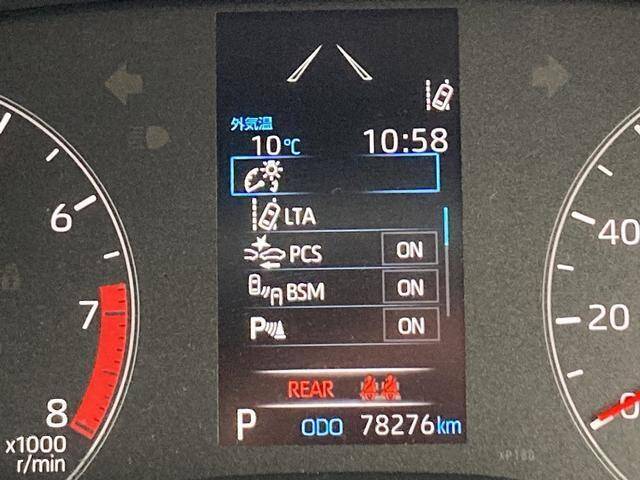 外気温
10℃ 10:58
LTA
PCS ON
BSM ON
P ON
REAR
P ODO 78276km
6
7
8
x1000
r/min
40
20
0